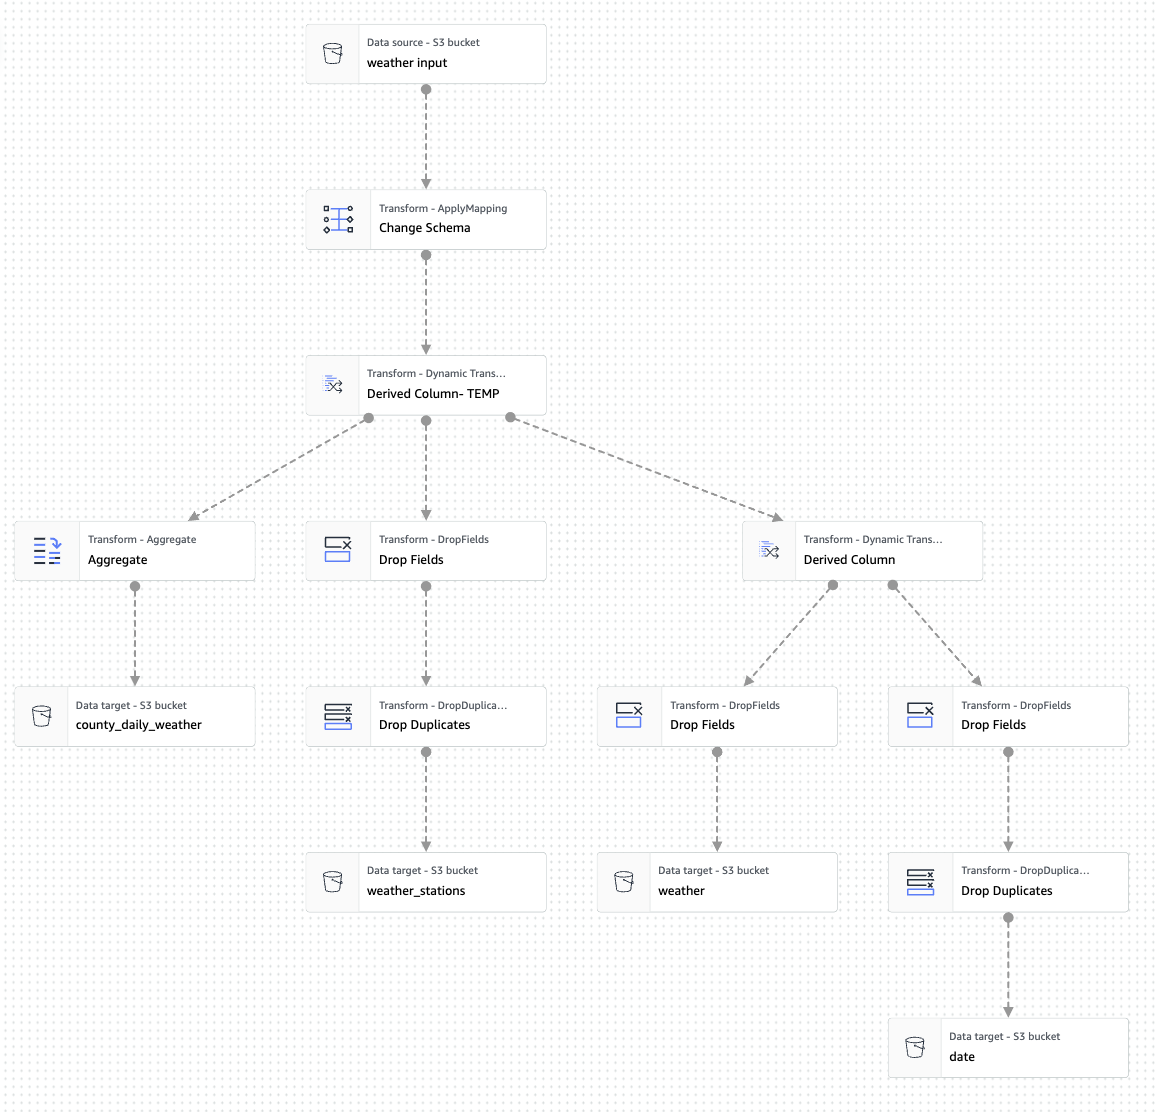 Data source - S3 bucket
weather input
Transform - ApplyMapping
Change Schema
Transform - Dynamic Trans...
Derived Column- TEMP
Transform - Aggregate
Aggregate
Transform - DropFields
Drop Fields
Transform - Dynamic Trans...
Derived Column
Data target - S3 bucket
county_daily_weather
Transform - DropDuplica...
Drop Duplicates
Transform - DropFields
Drop Fields
Transform - DropFields
Drop Fields
Data target - S3 bucket
weather_stations
Data target - S3 bucket
weather
Transform - DropDuplica...
Drop Duplicates
Data target - S3 bucket
date